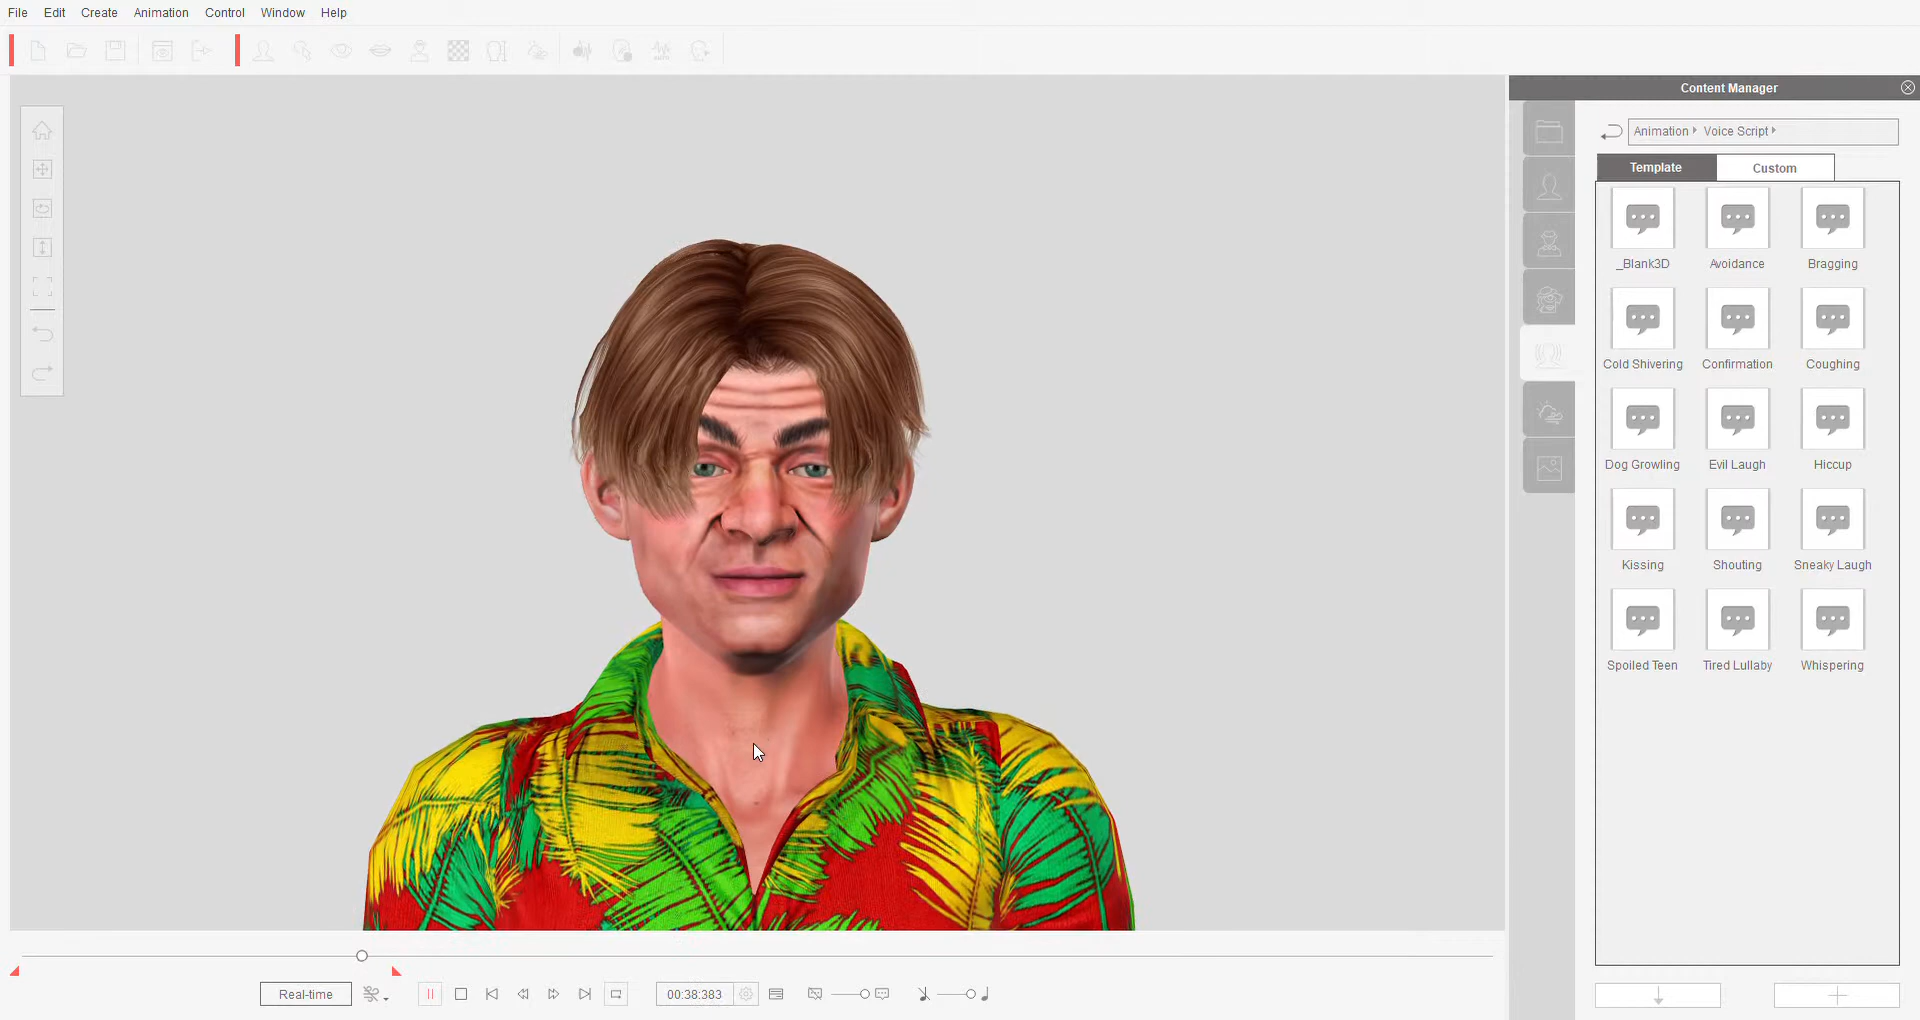 File Edit Create Animation Control Window Help
Content Manager
Animation Voice Script
Template Custom
_Blank3D Avoidance Bragging
Cold Shivering Confirmation Coughing
Dog Growling Evil Laugh Hiccup
Kissing Shouting Sneaky Laugh
Spoiled Teen Tired Lullaby Whispering
Real-time 00:38:383